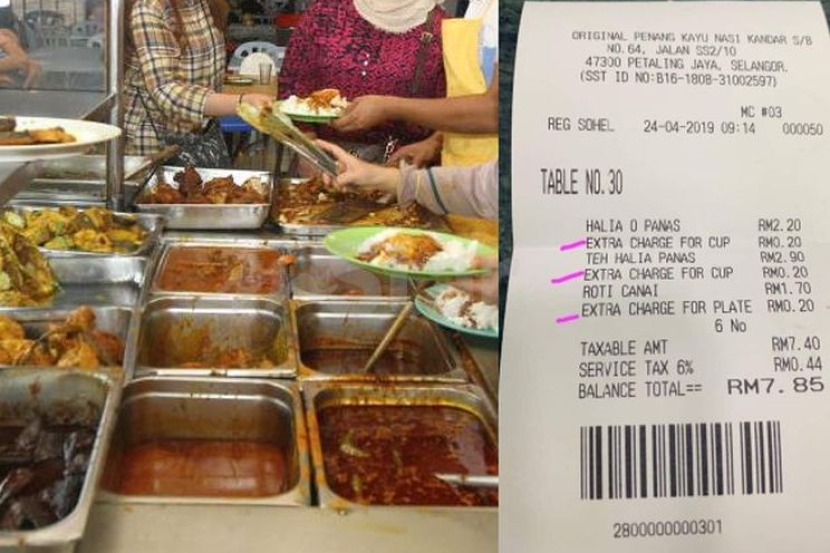 ORIGINAL PENANG KAYU NASI KANDAR S/B
NO.64, JALAN SS2/10
47300 PETALING JAYA, SELANGOR.
(SST ID NO:B16-1808-31002597)
MC #03
REG SOHEL 24-04-2019 09:14 000050
TABLE NO.30
HALIA O PANAS RM2.20
EXTRA CHARGE FOR CUP RM0.20
TEH HALIA PANAS RM2.90
EXTRA CHARGE FOR CUP RM0.20
ROTI CANAI RM1.70
EXTRA CHARGE FOR PLATE RM0.20
6 No
TAXABLE AMT RM7.40
SERVICE TAX 6% RM0.44
BALANCE TOTAL== RM7.85
2800000000301